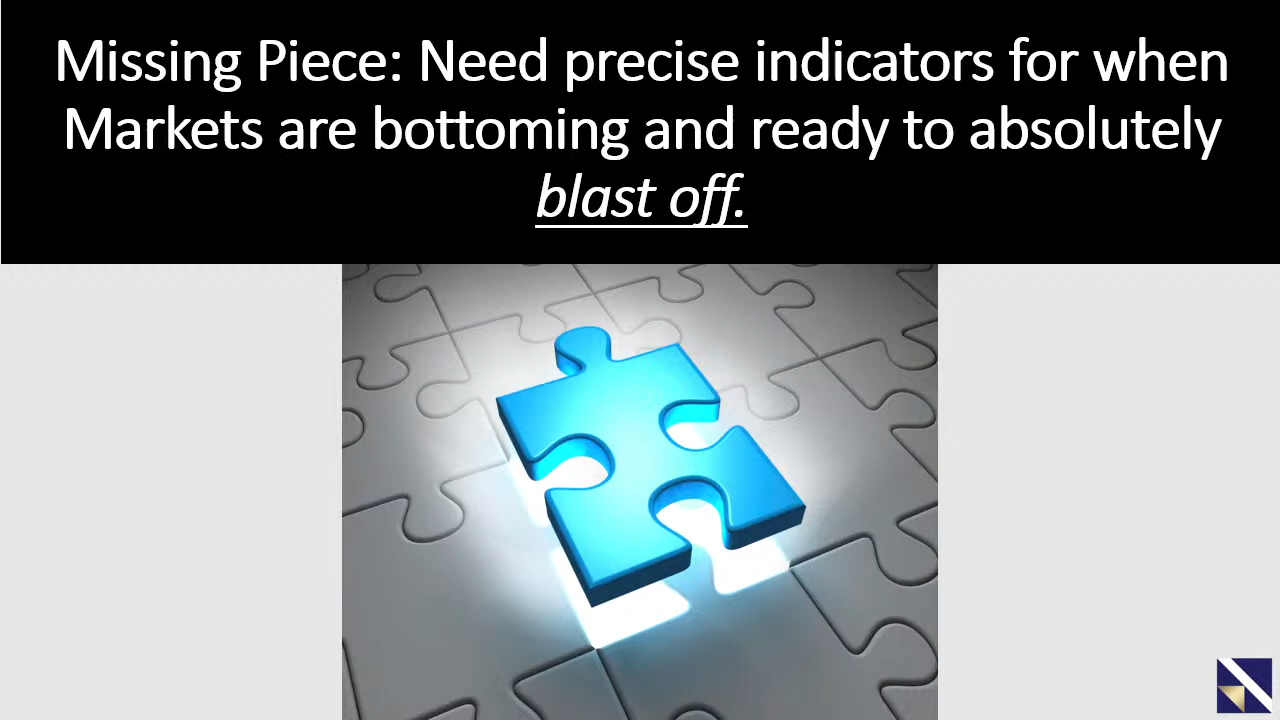 Missing Piece: Need precise indicators for when
Markets are bottoming and ready to absolutely
blast off.